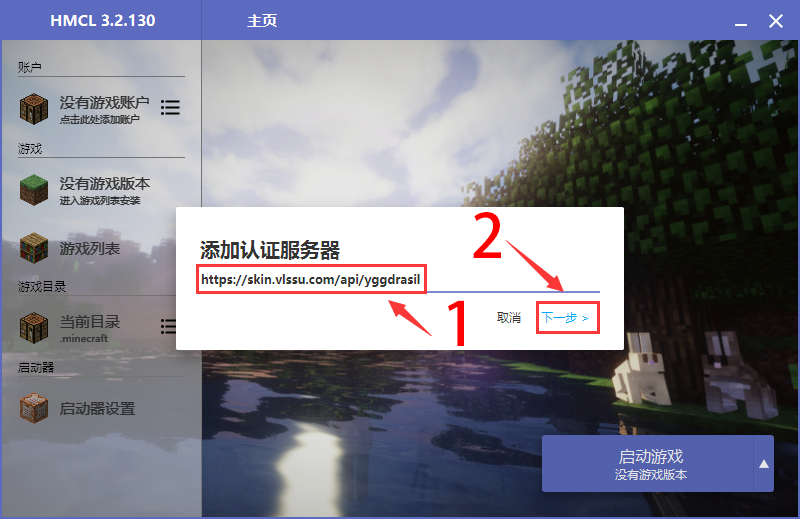 HMCL 3.2.130
主页
账户
没有游戏账户
点击此处添加账户
游戏
没有游戏版本
进入游戏列表安装
游戏列表
游戏目录
当前目录
.minecraft
启动器
启动器设置
添加认证服务器
https://skin.vlssu.com/api/yggdrasil
1
2
取消
下一步 >
启动游戏
没有游戏版本